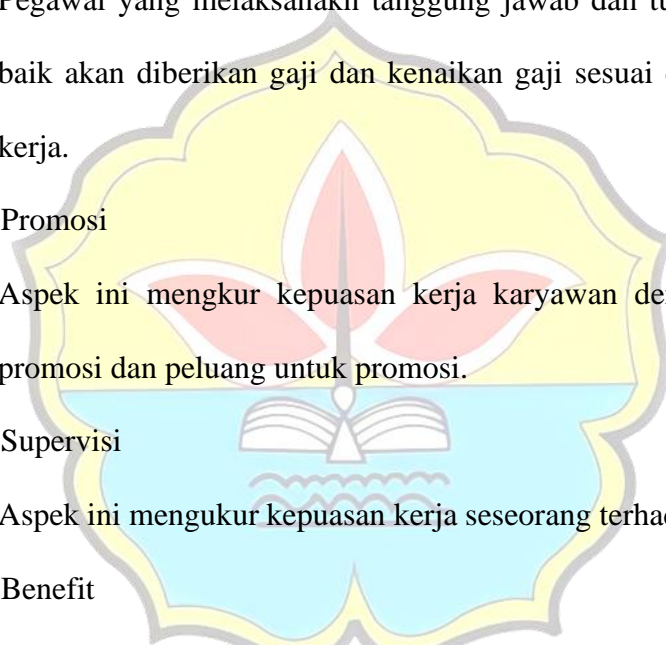 Pegawai yang melaksanakn tanggung jawab dan
baik akan diberikan gaji dan kenaikan gaji sesuai
kerja.
Promosi
Aspek ini mengkur kepuasan kerja karyawan
promosi dan peluang untuk promosi.
Supervisi
Aspek ini mengukur kepuasan kerja seseorang
Benefit